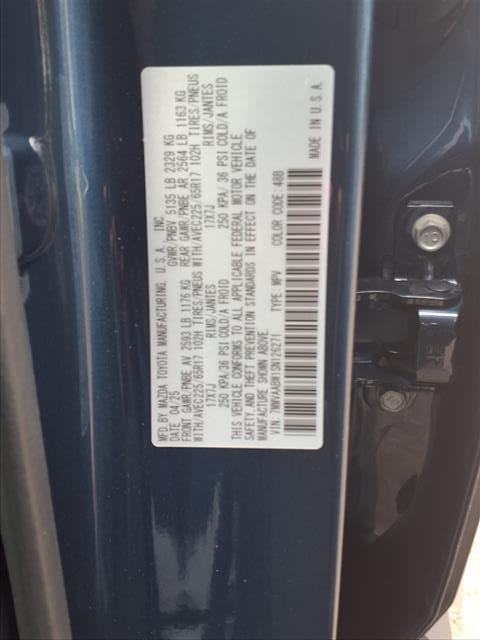 MFD BY MAZDA TOYOTA MANUFACTURING, U.S.A., INC.
DATE: 04/25 GVWR/PNBV 5135 LB 2329 KG
FRONT GAWR/PNBE AV 2593 LB 1176 KG REAR GAWR/PNBE AR 2564 LB 1163 KG
WITH/AVEC225/65R17 102H TIRES/PNEUS WITH/AVEC225/65R17 102H TIRES/PNEUS
17X7J RIMS/JANTES 17X7J RIMS/JANTES
250 KPA/36 PSI COLD/A FROID 250 KPA/36 PSI COLD/A FROID
THIS VEHICLE CONFORMS TO ALL APPLICABLE FEDERAL MOTOR VEHICLE
SAFETY, AND THEFT PREVENTION STANDARDS IN EFFECT ON THE DATE OF
MANUFACTURE SHOWN ABOVE.
VIN: 7MMVAABW1SN126271 TYPE: MPV COLOR CODE: 48B MADE IN U.S.A.